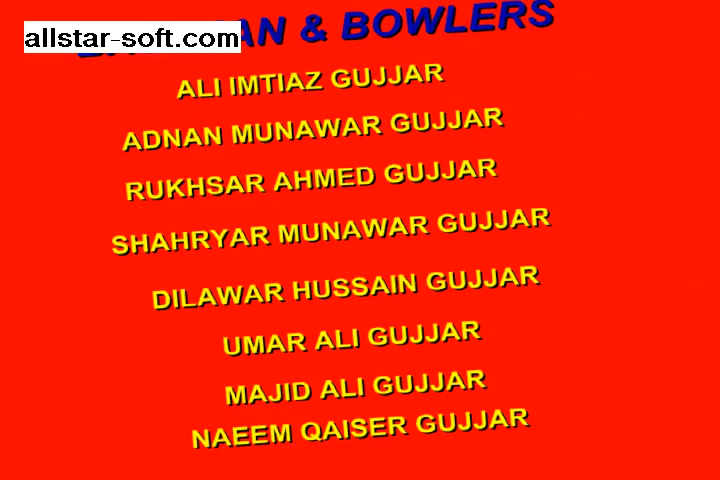 allstar-soft.com
& BOWLERS
ALI IMTIAZ GUJJAR
ADNAN MUNAWAR GUJJAR
RUKHSAR AHMED GUJJAR
SHAHRYAR MUNAWAR GUJJAR
DILAWAR HUSSAIN GUJJAR
UMAR ALI GUJJAR
MAJID ALI GUJJAR
NAEEM QAISER GUJJAR